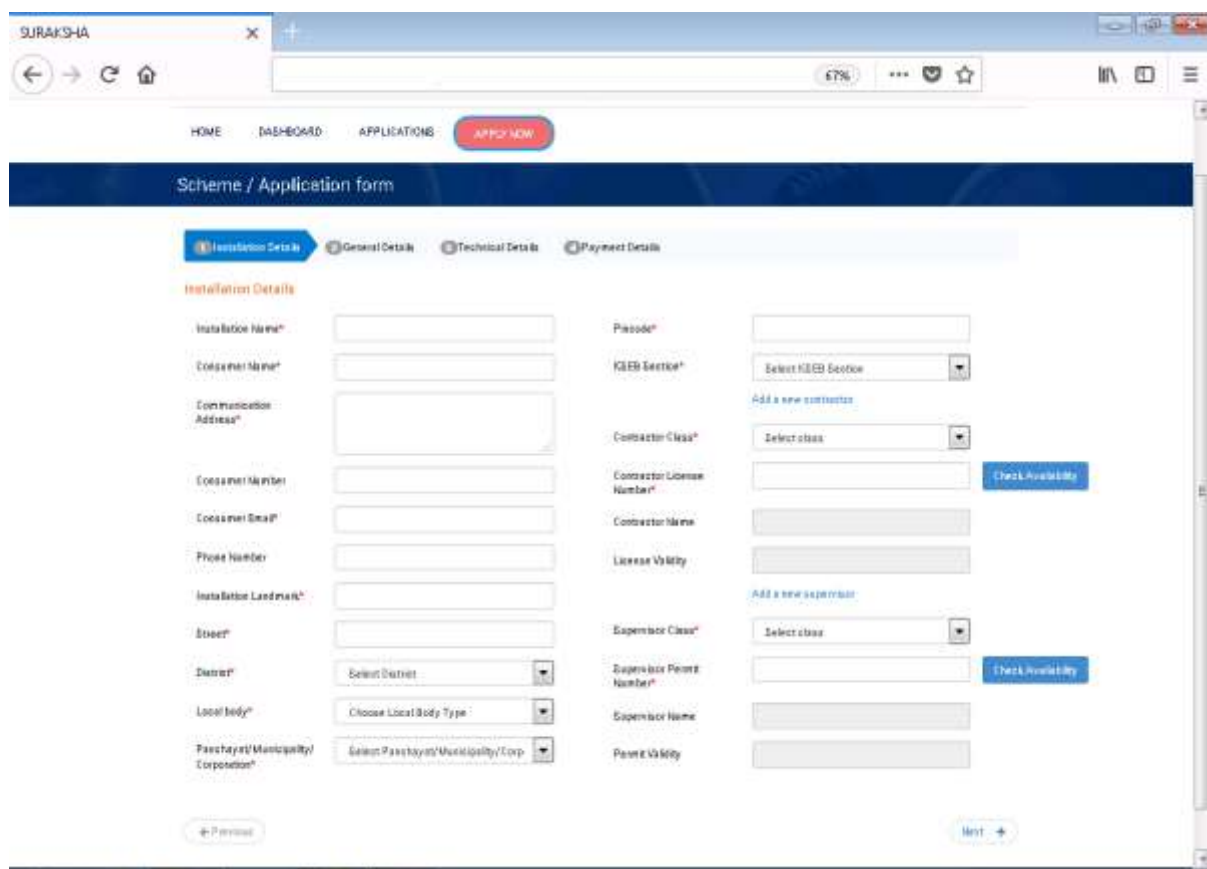 SURAKSHA
67%
HOME DASHBOARD APPLICATIONS APPLY NOW
Scheme / Application form
1 Installation Details 2 General Details 3 Technical Details 4 Payment Details
Installation Details
Installation Name*
Consumer Name*
Communication
Address*
Consumer Number
Consumer Email*
Phone Number
Installation Landmark*
Street*
District* Select District
Local body* Choose Local Body Type
Panchayat/Municipality/
Corporation*
Select Panchayat/Municipality/Corp
Pincode*
KSEB Section* Select KSEB Section
Add a new contractor
Contractor Class* Select class
Contractor License
Number*
Check Availability
Contractor Name
License Validity
Add a new supervisor
Supervisor Class* Select class
Supervisor Permit
Number*
Check Availability
Supervisor Name
Permit Validity
Previous
Next